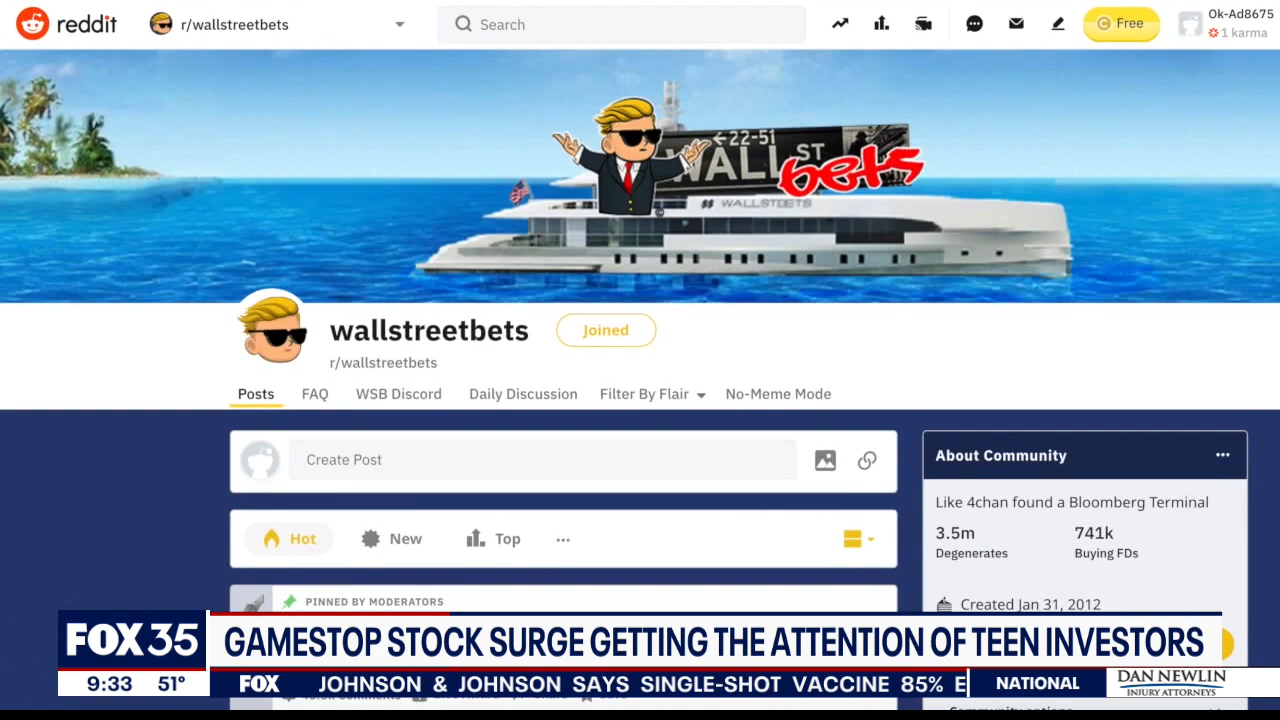 reddit
r/wallstreetbets
Search
Free
Ok-Ad8675
1 karma
←22-51
WALL ST
bets
$$ WALLSTBETS
wallstreetbets
Joined
r/wallstreetbets
Posts
FAQ
WSB Discord
Daily Discussion
Filter By Flair
No-Meme Mode
Create Post
About Community
Like 4chan found a Bloomberg Terminal
3.5m
741k
Degenerates
Buying FDs
Hot
New
Top
PINNED BY MODERATORS
Created Jan 31, 2012
FOX 35
GAMESTOP STOCK SURGE GETTING THE ATTENTION OF TEEN INVESTORS
9:33 51°
FOX
JOHNSON & JOHNSON SAYS SINGLE-SHOT VACCINE 85% E
NATIONAL
DAN NEWLIN
INJURY ATTORNEYS